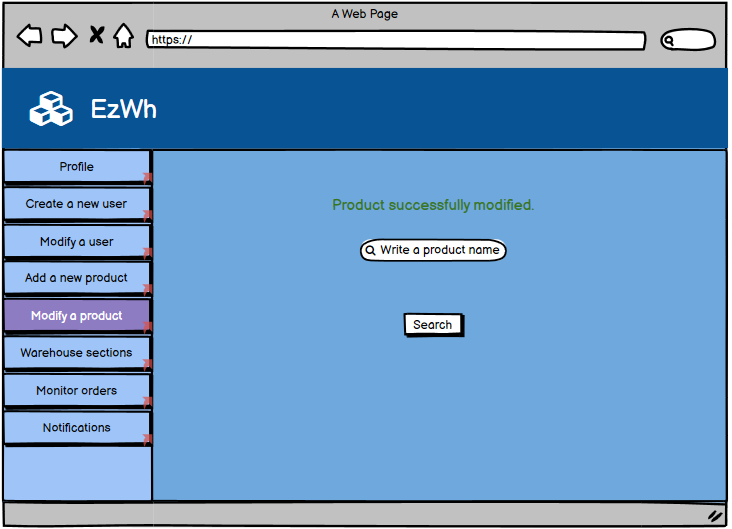 A Web Page
https://
EzWh
Profile
Create a new user
Modify a user
Add a new product
Modify a product
Warehouse sections
Monitor orders
Notifications
Product successfully modified.
Write a product name
Search